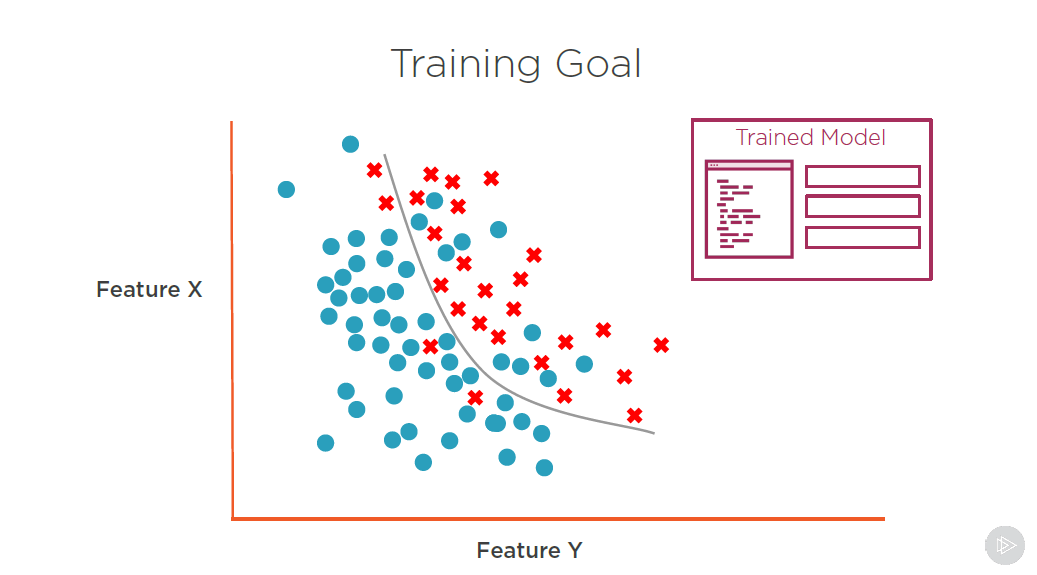 Training Goal
Trained Model
Feature X
Feature Y